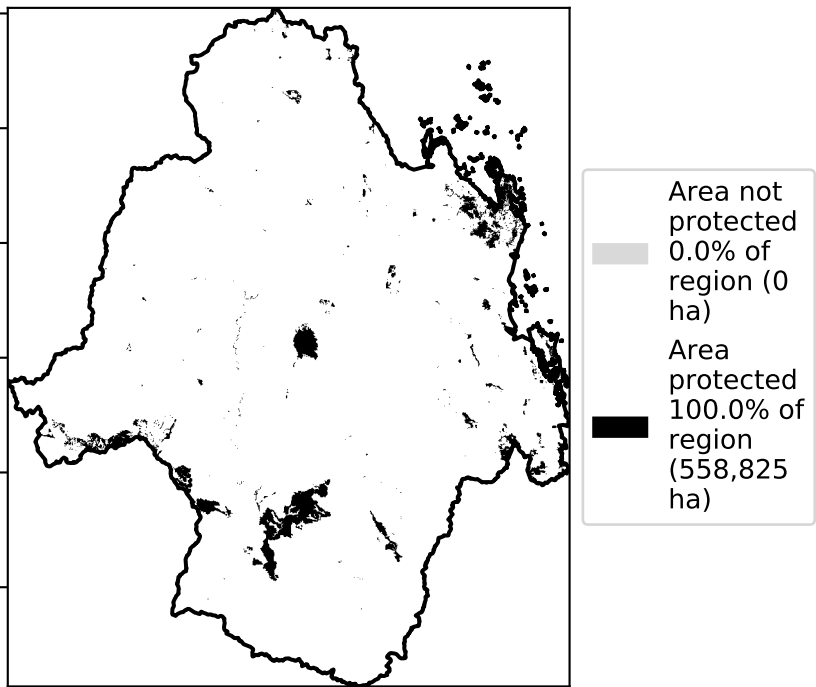 Area not
protected
0.0% of
region (0
ha)
Area
protected
100.0% of
region
(558,825
ha)